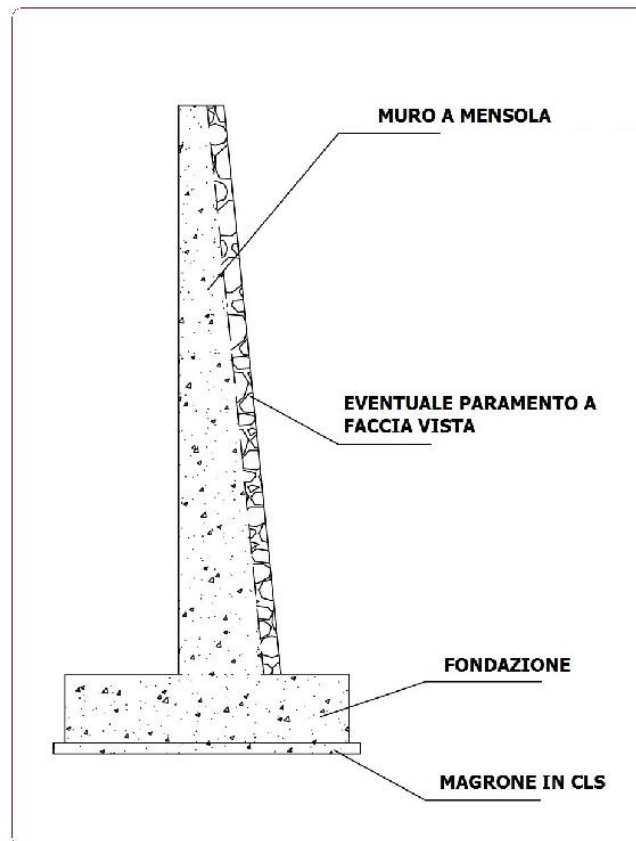 MURO A MENSOLA
EVENTUALE PARAMENTO A
FACCIA VISTA
FONDAZIONE
MAGRONE IN CLS